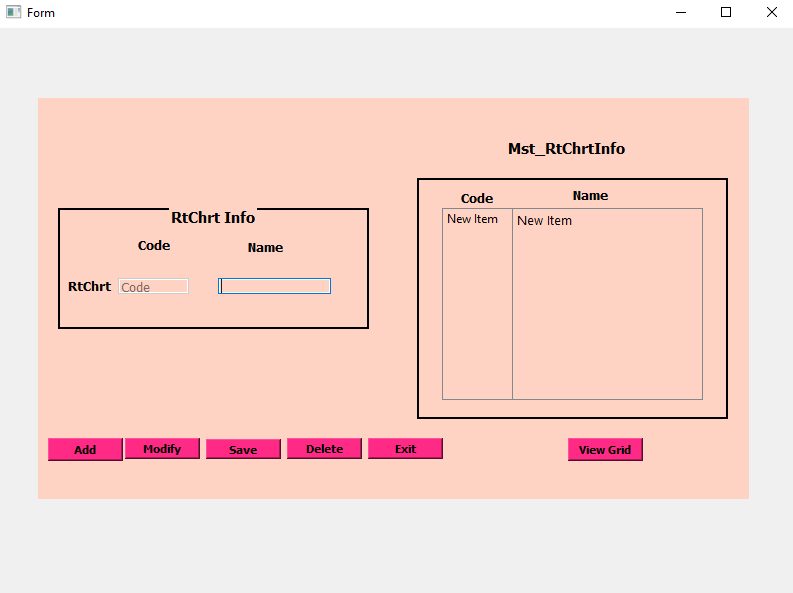 Form
Mst_RtChrtInfo
RtChrt Info
Code Name
RtChrt Code
Code Name
New Item New Item
Add Modify Save Delete Exit View Grid